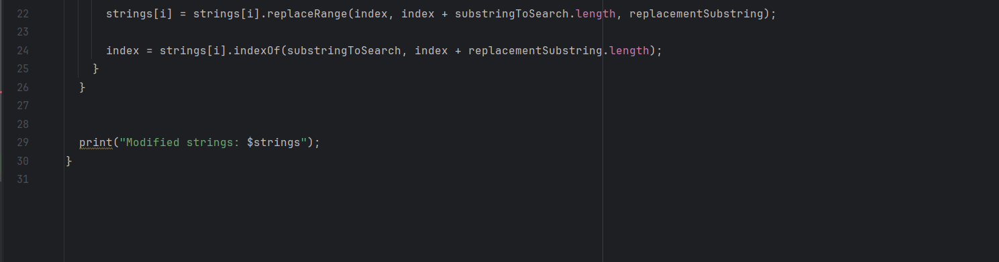 22 strings[i] = strings[i].replaceRange(index, index + substringToSearch.length, replacementSubstring);
23
24 index = strings[i].indexOf(substringToSearch, index + replacementSubstring.length);
25 }
26 }
27
28
29 print("Modified strings: $strings");
30 }
31